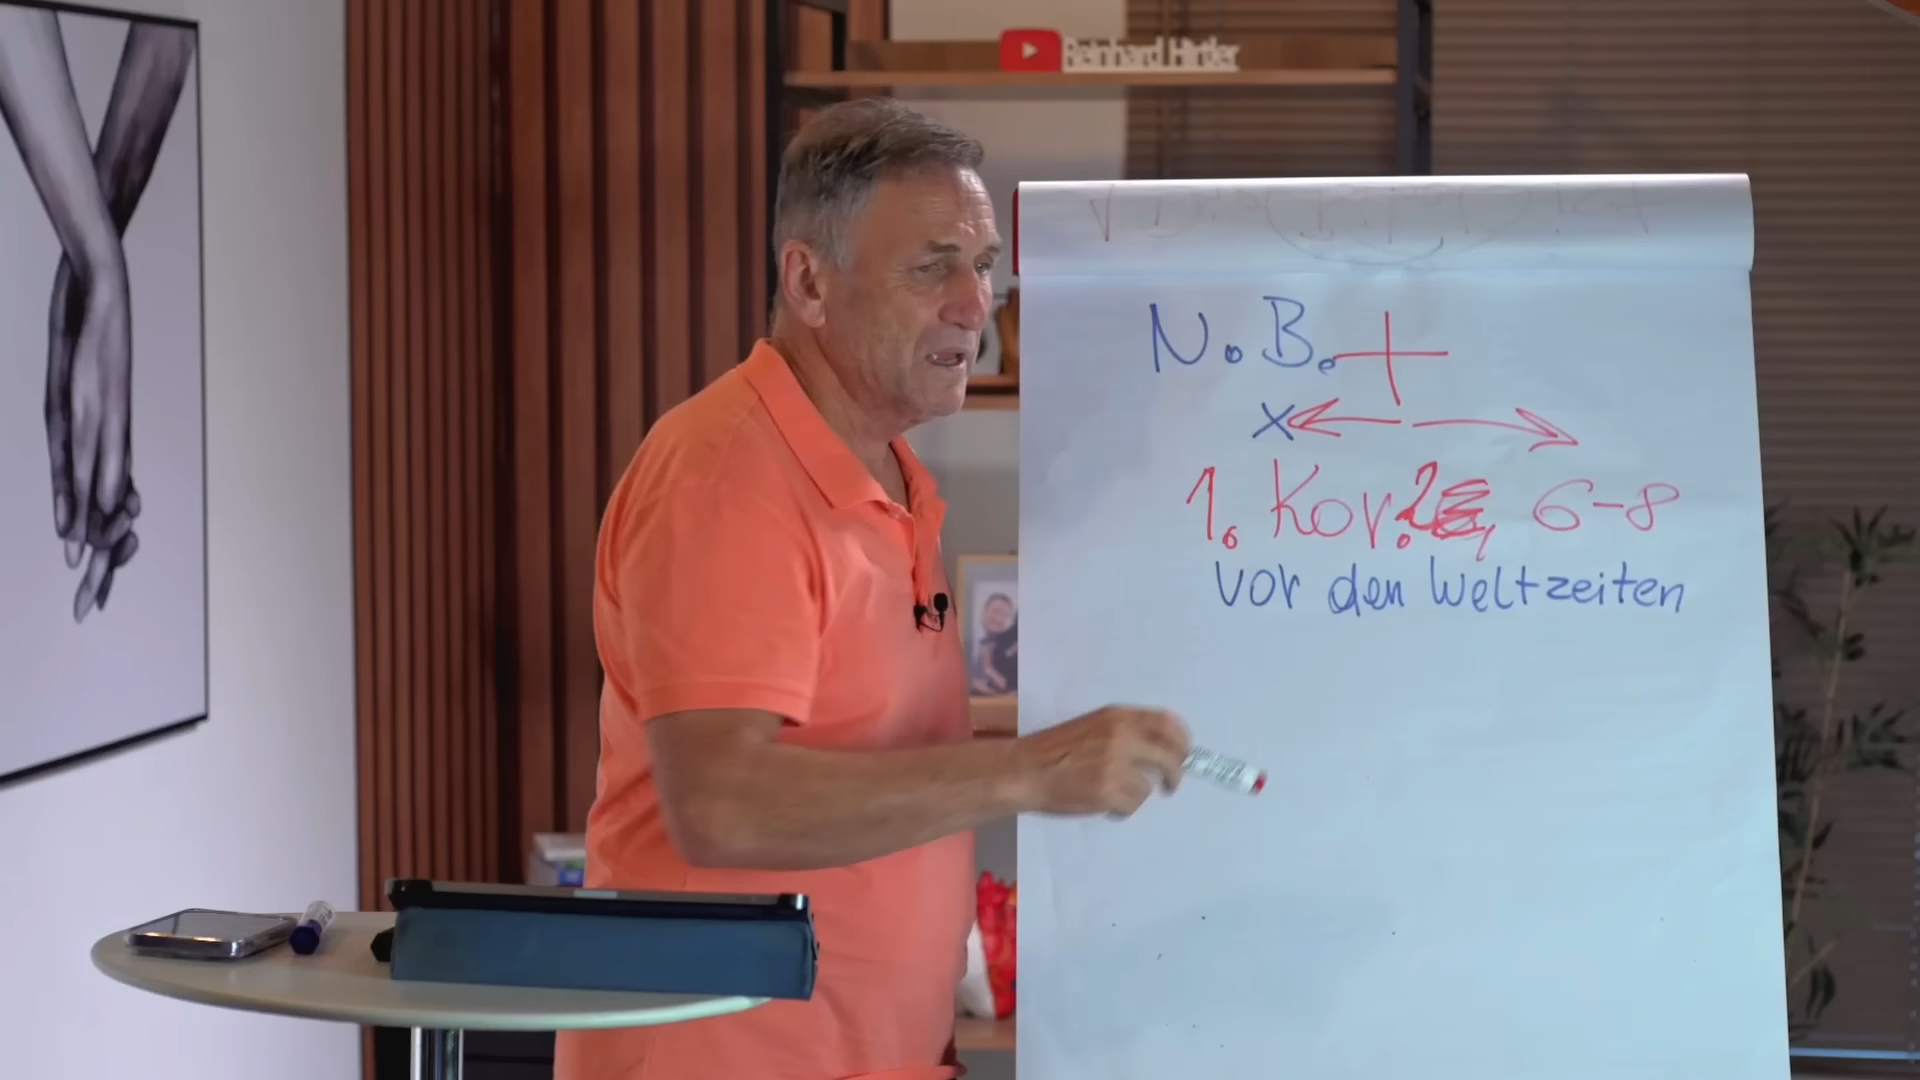 Reinhard Hirtler
N.B.
X
1. Kor. 2, 6-8
vor den Weltzeiten